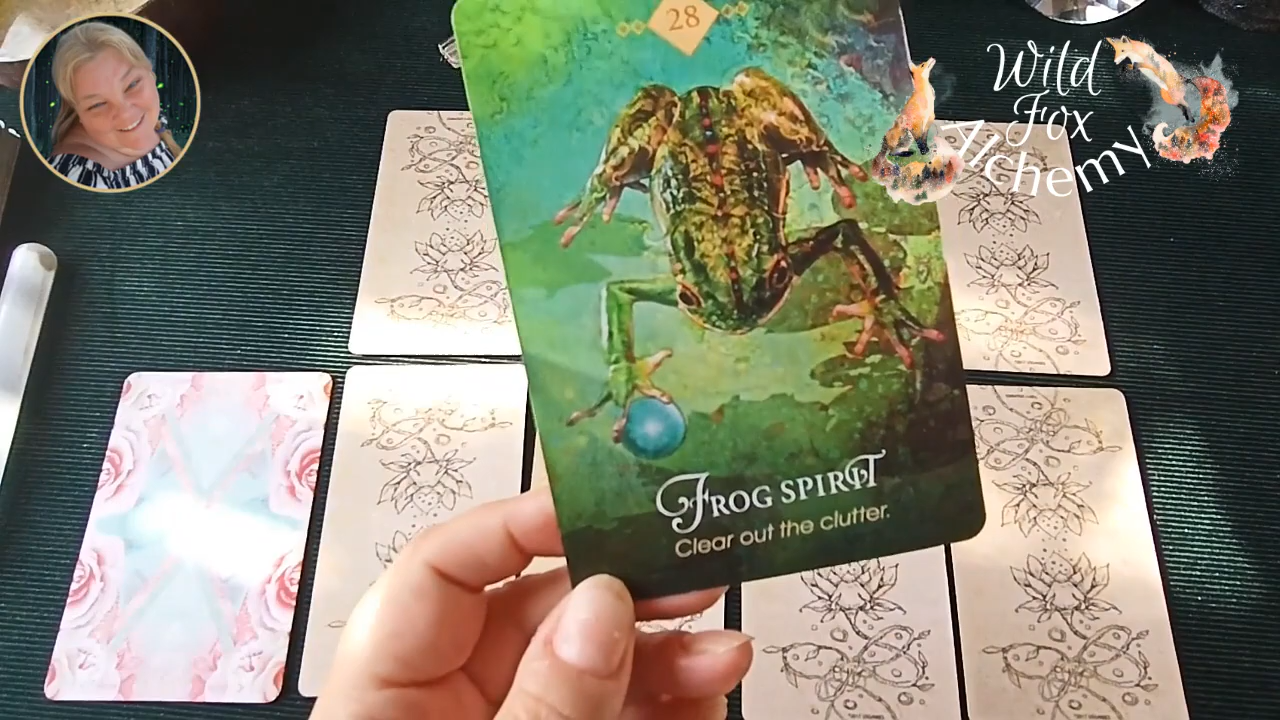 28
Wild
Fox
Alchemy
FROG SPIRIT
Clear out the clutter.